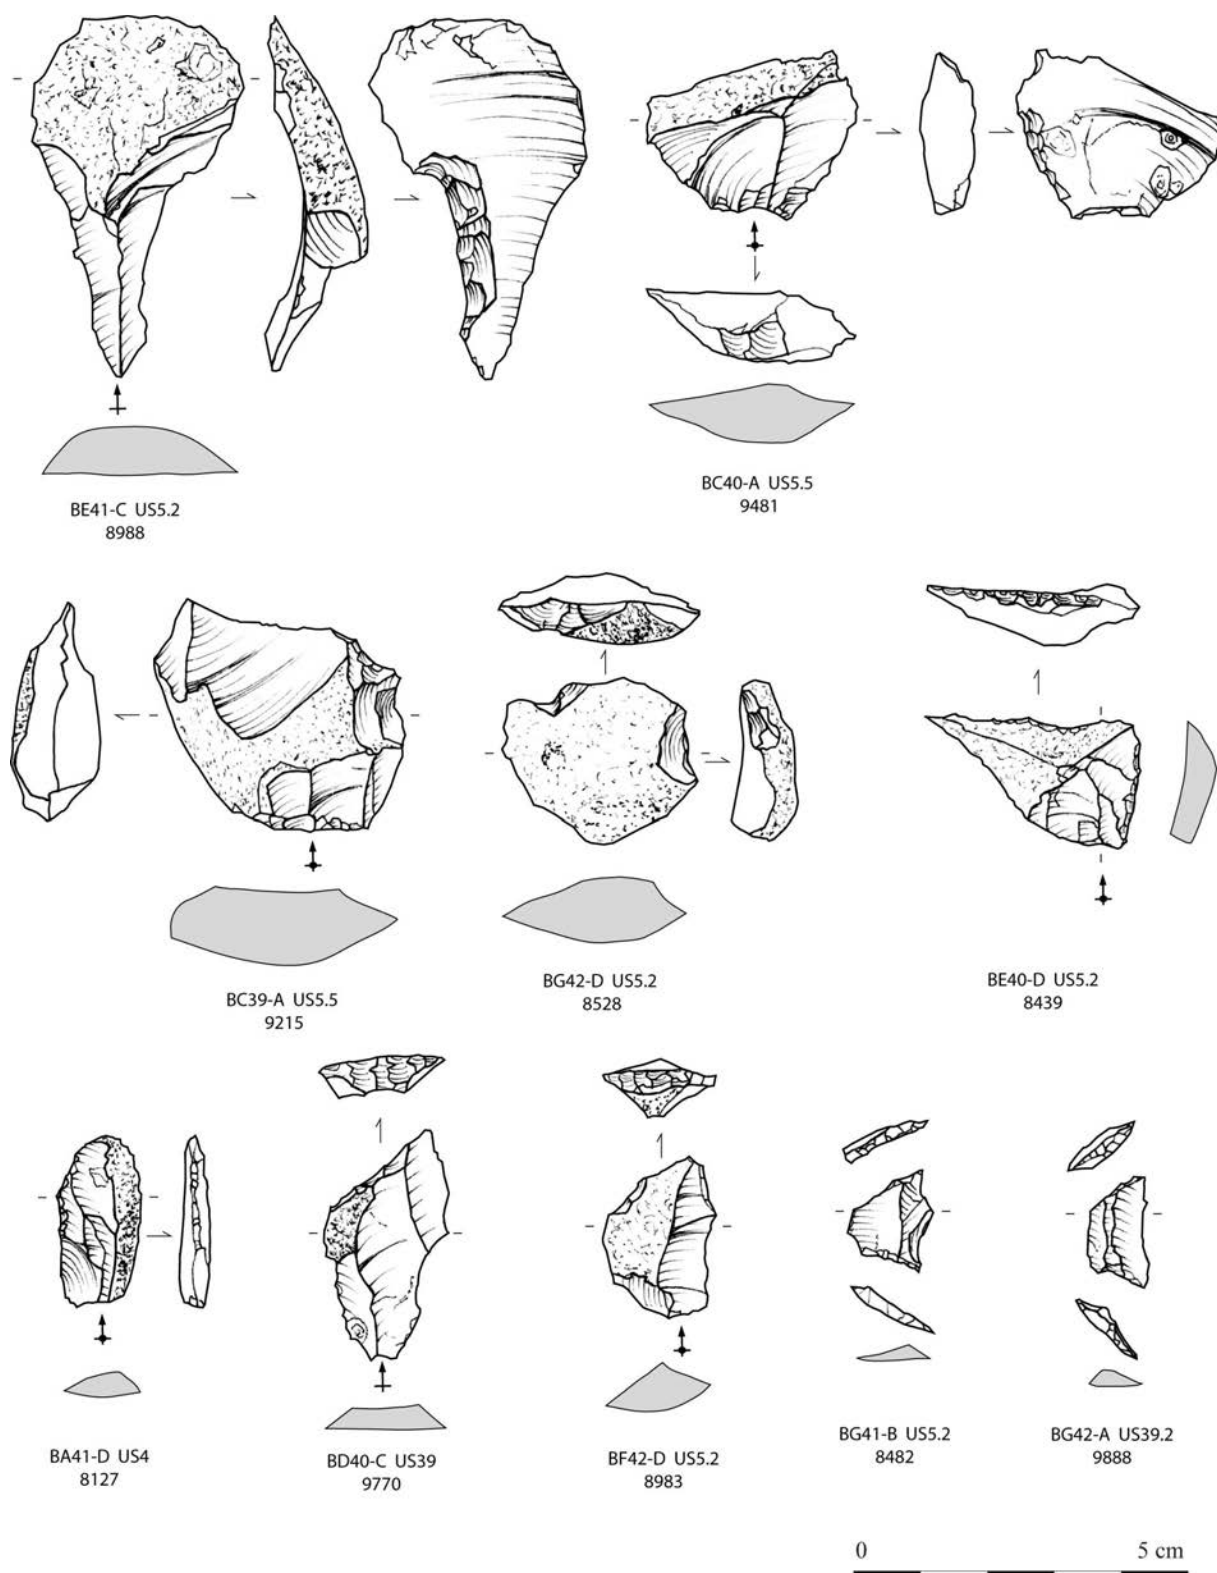 BE41-C US5.2
8988
BC40-A US5.5
9481
BC39-A US5.5
9215
BG42-D US5.2
8528
BE40-D US5.2
8439
BA41-D US4
8127
BD40-C US39
9770
BF42-D US5.2
8983
BG41-B US5.2
8482
BG42-A US39.2
9888
0 5 cm